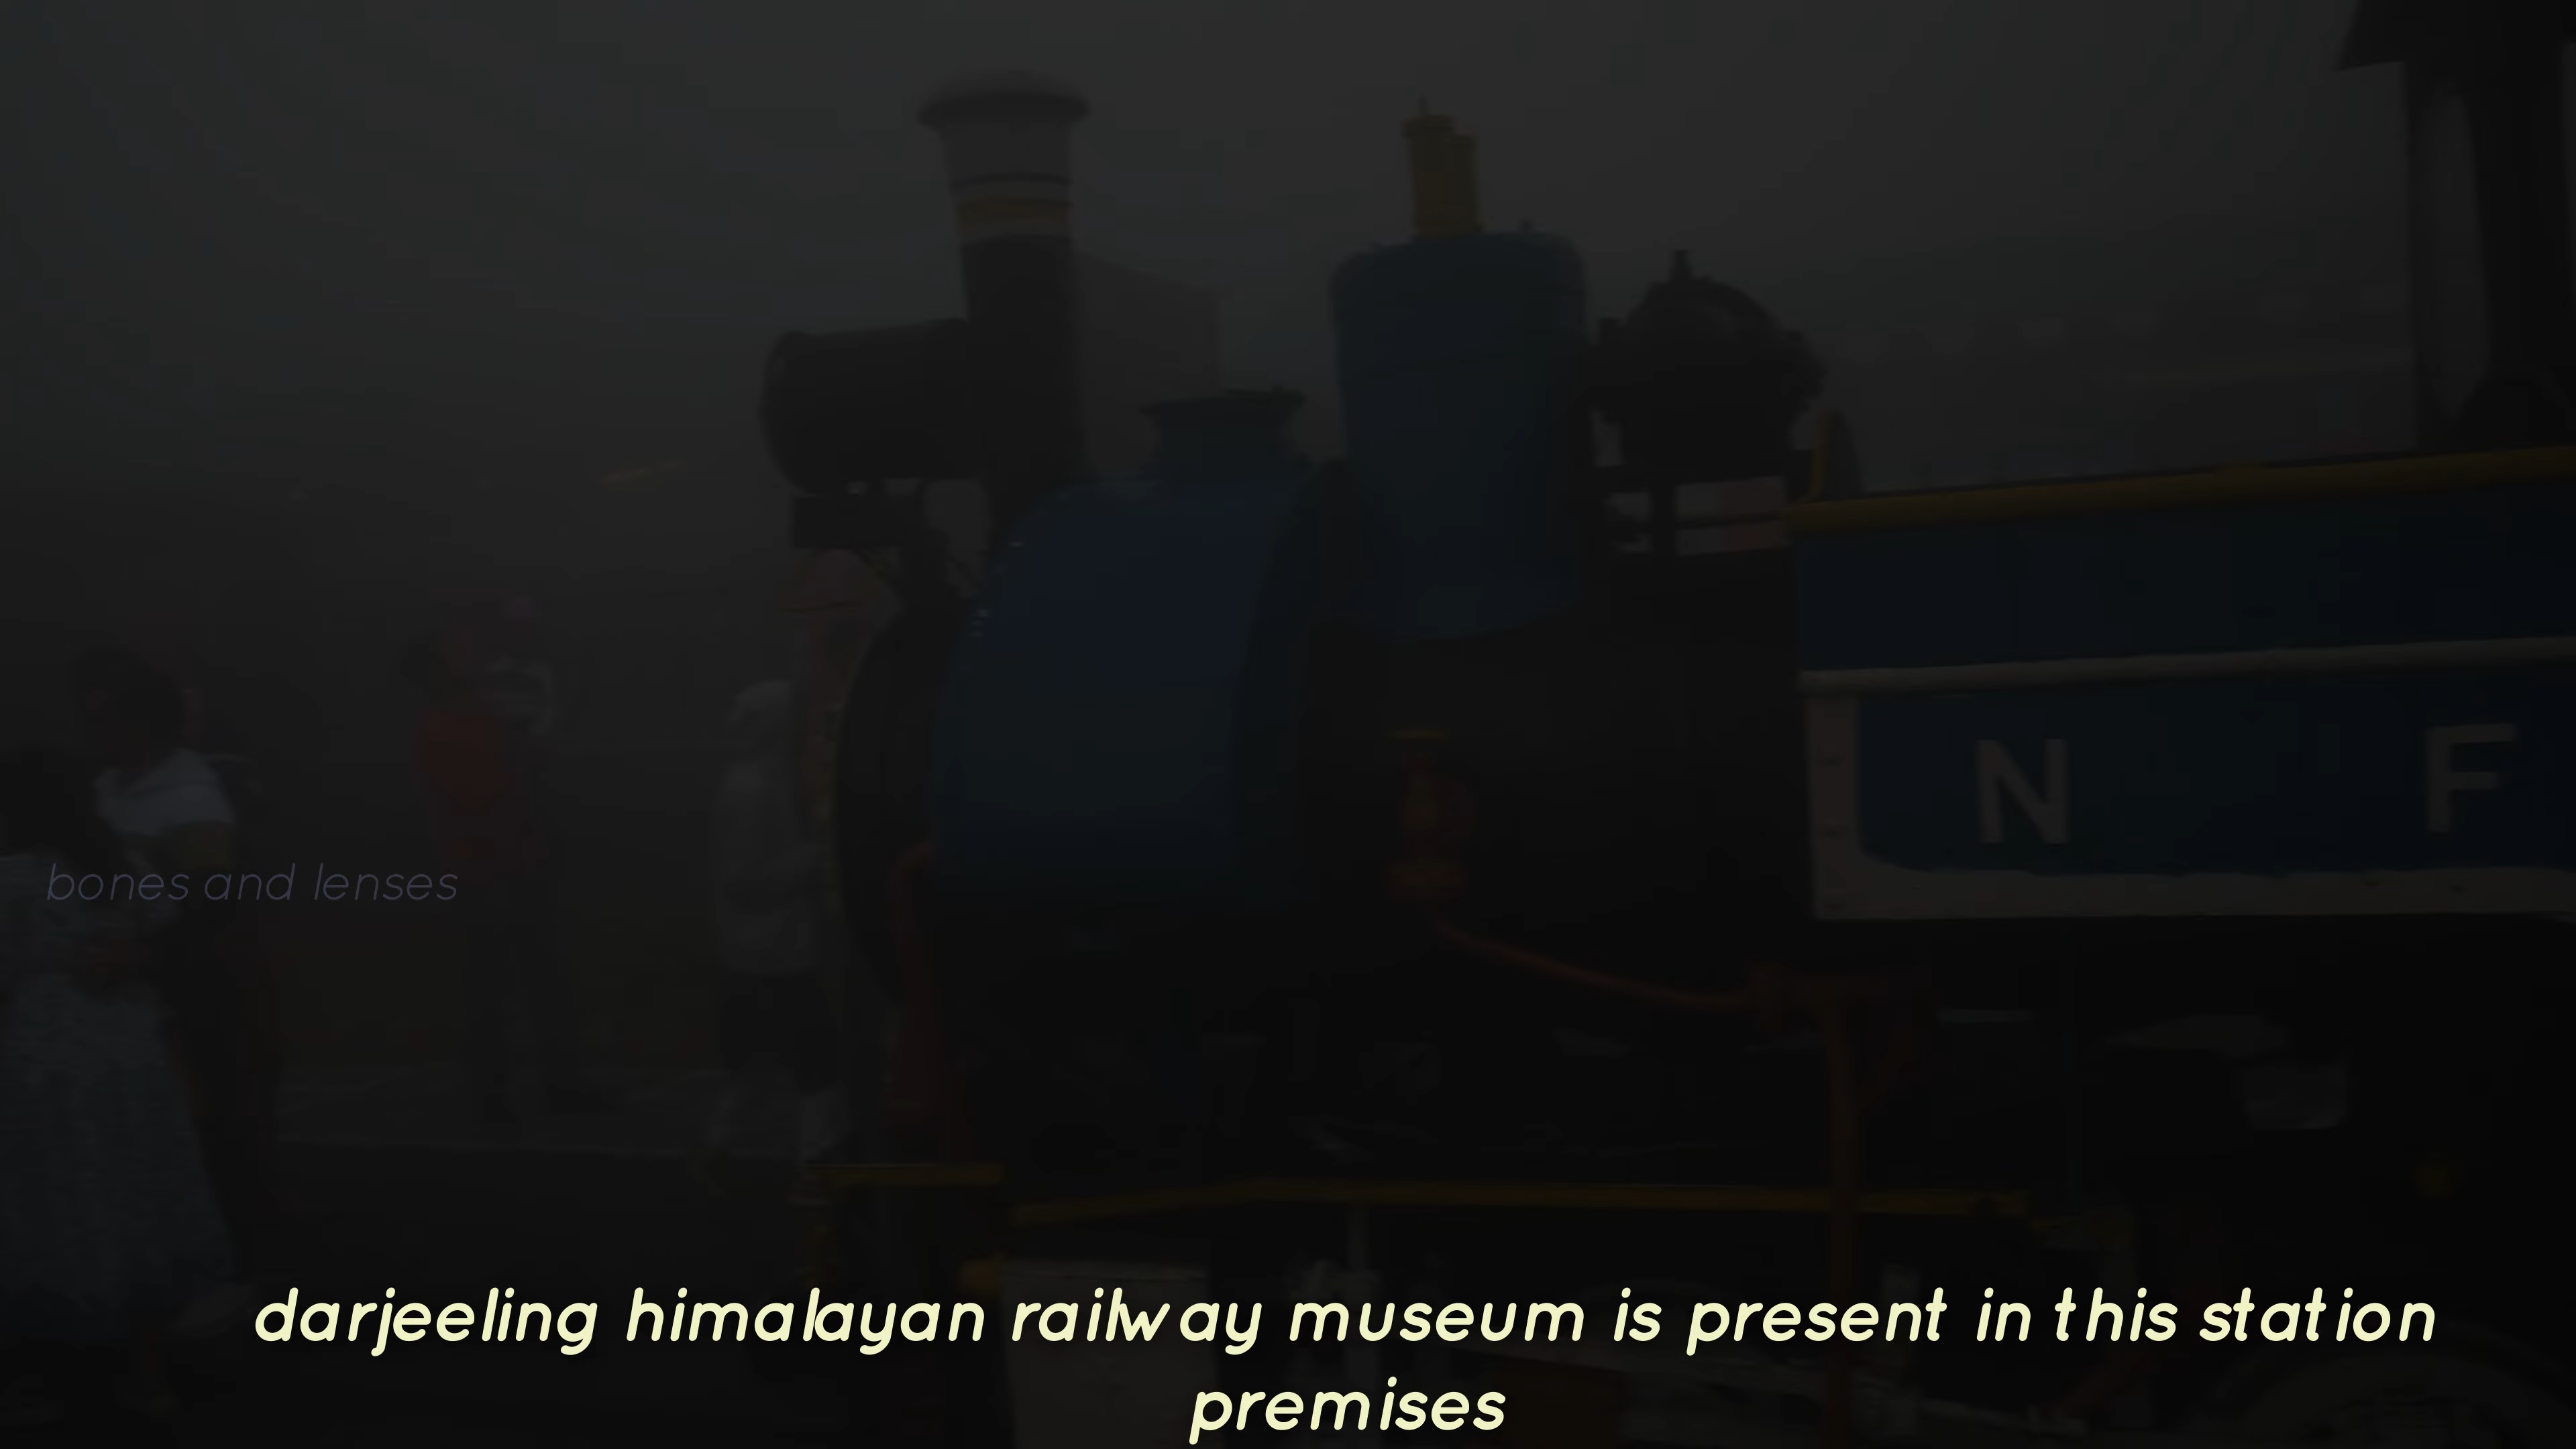 N F
bones and lenses
darjeeling himalayan railway museum is present in this station
premises